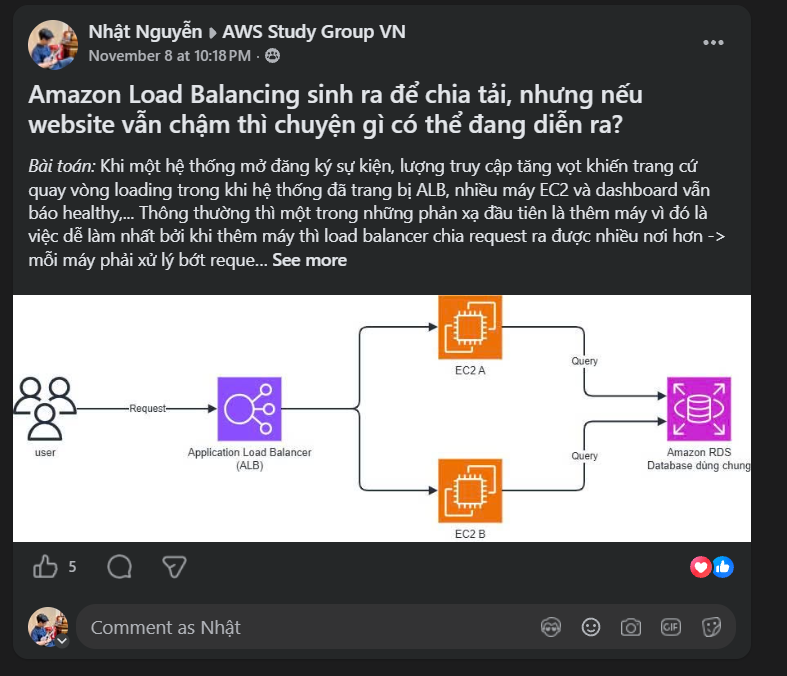 Nhật Nguyễn ▸ AWS Study Group VN
November 8 at 10:18 PM ·
Amazon Load Balancing sinh ra để chia tải, nhưng nếu
website vẫn chậm thì chuyện gì có thể đang diễn ra?
Bài toán: Khi một hệ thống mở đăng ký sự kiện, lượng truy cập tăng vọt khiến trang cứ
quay vòng loading trong khi hệ thống đã trang bị ALB, nhiều máy EC2 và dashboard vẫn
báo healthy,... Thông thường thì một trong những phản xạ đầu tiên là thêm máy vì đó là
việc dễ làm nhất bởi khi thêm máy thì load balancer chia request ra được nhiều nơi hơn ->
mỗi máy phải xử lý bớt reque... See more
EC2 A
Query
Request
user
Application Load Balancer
(ALB)
Amazon RDS
Database dùng chung
Query
EC2 B
5
Comment as Nhật
GIF